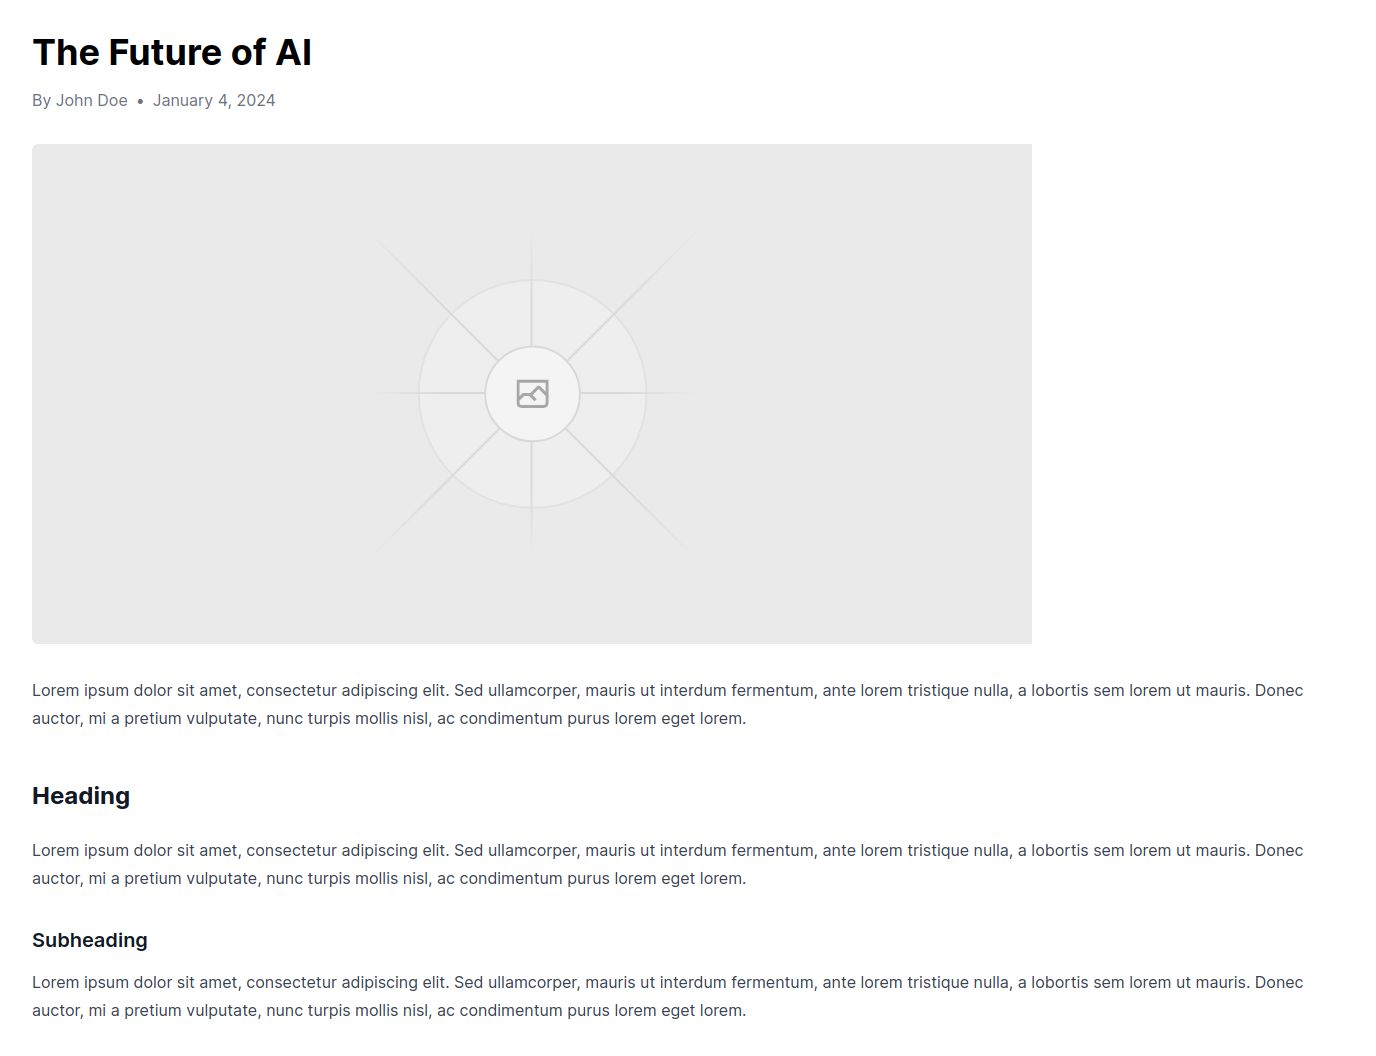 The Future of AI
By John Doe • January 4, 2024
Lorem ipsum dolor sit amet, consectetur adipiscing elit. Sed ullamcorper, mauris ut interdum fermentum, ante lorem tristique nulla, a lobortis sem lorem ut mauris. Donec
auctor, mi a pretium vulputate, nunc turpis mollis nisl, ac condimentum purus lorem eget lorem.
Heading
Lorem ipsum dolor sit amet, consectetur adipiscing elit. Sed ullamcorper, mauris ut interdum fermentum, ante lorem tristique nulla, a lobortis sem lorem ut mauris. Donec
auctor, mi a pretium vulputate, nunc turpis mollis nisl, ac condimentum purus lorem eget lorem.
Subheading
Lorem ipsum dolor sit amet, consectetur adipiscing elit. Sed ullamcorper, mauris ut interdum fermentum, ante lorem tristique nulla, a lobortis sem lorem ut mauris. Donec
auctor, mi a pretium vulputate, nunc turpis mollis nisl, ac condimentum purus lorem eget lorem.